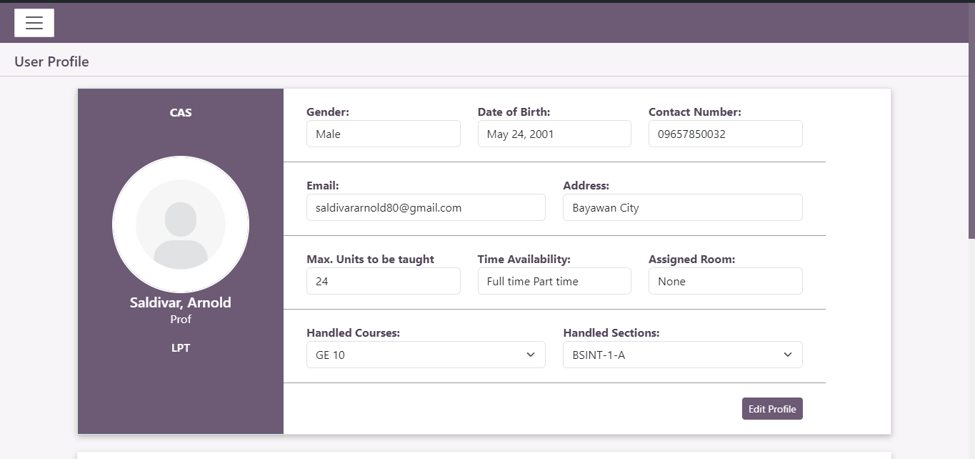 User Profile
CAS
Saldivar, Arnold
Prof
LPT
Gender: Date of Birth: Contact Number:
Male May 24, 2001 09657850032
Email: Address:
saldivararnold80@gmail.com Bayawan City
Max. Units to be taught Time Availability: Assigned Room:
24 Full time Part time None
Handled Courses: Handled Sections:
GE 10 BSINT-1-A
Edit Profile